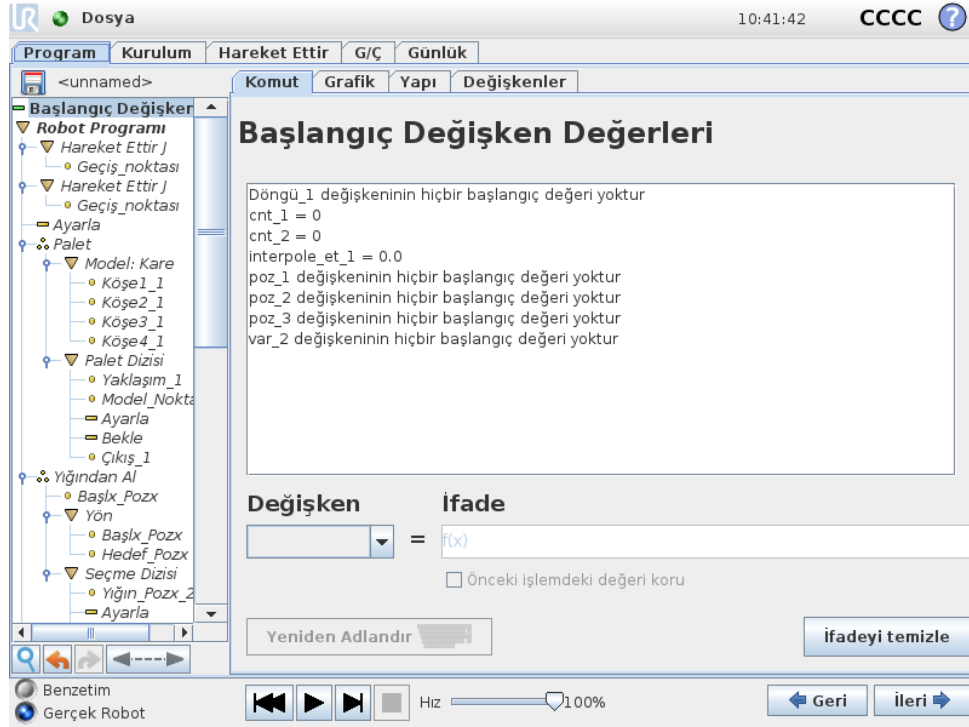 UR Dosya 10:41:42 CCCC ?
Program Kurulum Hareket Ettir G/Ç Günlük
<unnamed>
Komut Grafik Yapı Değişkenler
Başlangıç Değişker
Robot Programı
Hareket Ettir J
Geçiş_noktası
Hareket Ettir J
Geçiş_noktası
Ayarla
Palet
Model: Kare
Köşe1_1
Köşe2_1
Köşe3_1
Köşe4_1
Palet Dizisi
Yaklaşım_1
Model_Nokta
Ayarla
Bekle
Çıkış_1
Yığından Al
Başlx_Pozx
Yön
Başlx_Pozx
Hedef_Pozx
Seçme Dizisi
Yığın_Pozx_2
Ayarla
Başlangıç Değişken Değerleri
Döngü_1 değişkeninin hiçbir başlangıç değeri yoktur
cnt_1 = 0
cnt_2 = 0
interpole_et_1 = 0.0
poz_1 değişkeninin hiçbir başlangıç değeri yoktur
poz_2 değişkeninin hiçbir başlangıç değeri yoktur
poz_3 değişkeninin hiçbir başlangıç değeri yoktur
var_2 değişkeninin hiçbir başlangıç değeri yoktur
Değişken İfade
= f(x)
Önceki işlemdeki değeri koru
Yeniden Adlandır
İfadeyi temizle
Benzetim
Gerçek Robot
Hız 100%
Geri İleri